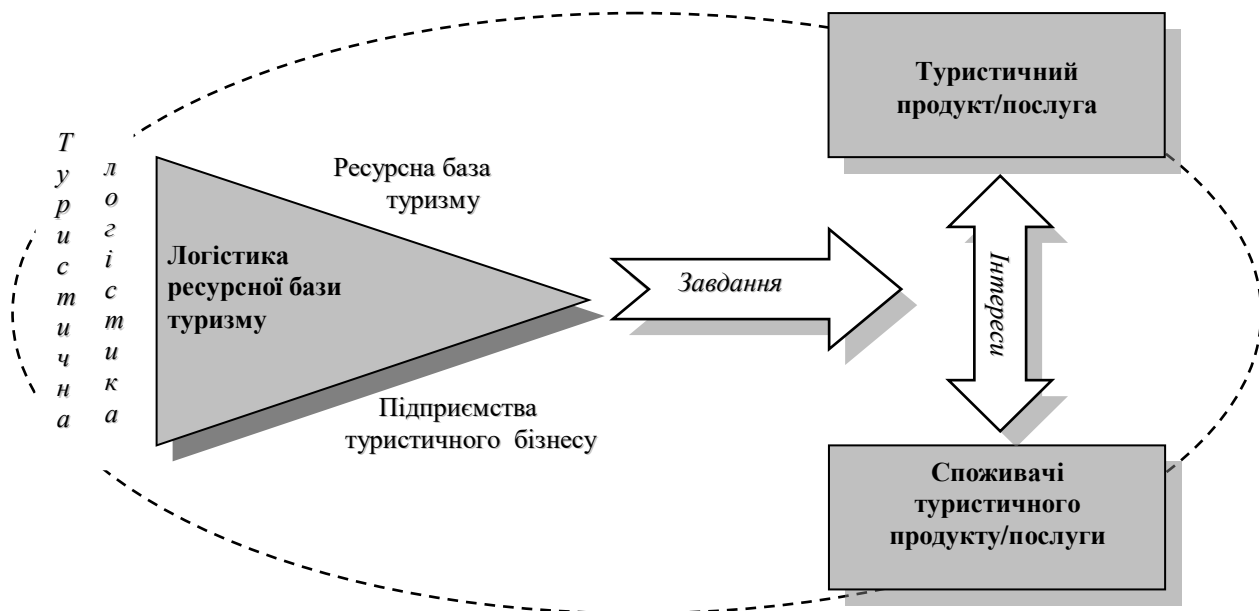 Туристичний
продукт/послуга
Туристична
логістика
Ресурсна база
туризму
Логістика
ресурсної бази
туризму
Завдання
Інтереси
Підприємства
туристичного бізнесу
Споживачі
туристичного
продукту/послуги